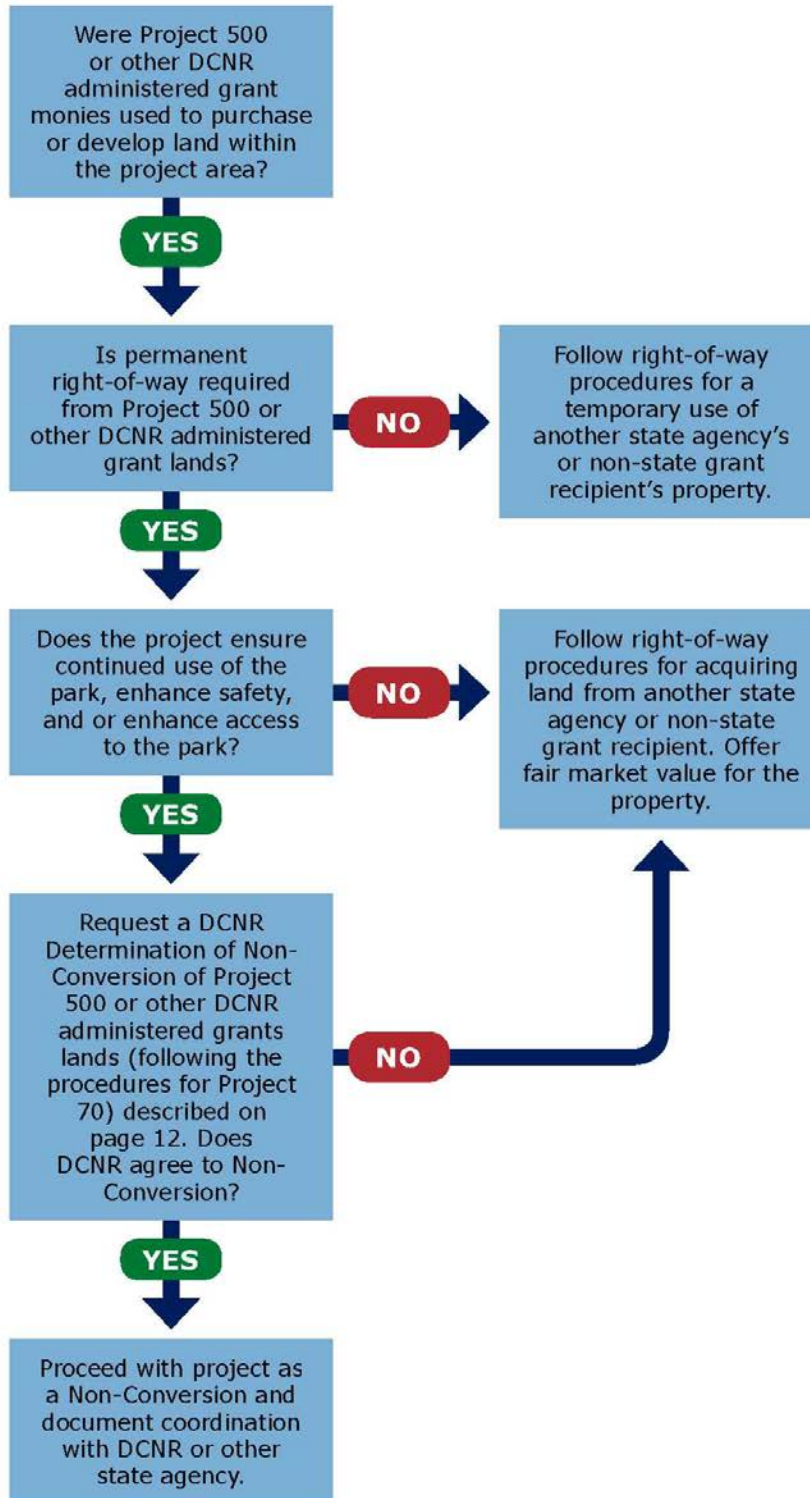 Were Project 500
or other DCNR
administered grant
monies used to purchase
or develop land within
the project area?
YES
Is permanent
right-of-way required
from Project 500 or
other DCNR administered
grant lands?
NO
Follow right-of-way
procedures for a
temporary use of
another state agency's
or non-state grant
recipient's property.
YES
Does the project ensure
continued use of the
park, enhance safety,
and or enhance access
to the park?
NO
Follow right-of-way
procedures for acquiring
land from another state
agency or non-state
grant recipient. Offer
fair market value for the
property.
YES
Request a DCNR
Determination of Non-
Conversion of Project
500 or other DCNR
administered grants
lands (following the
procedures for Project
70) described on
page 12. Does
DCNR agree to Non-
Conversion?
NO
YES
Proceed with project as
a Non-Conversion and
document coordination
with DCNR or other
state agency.